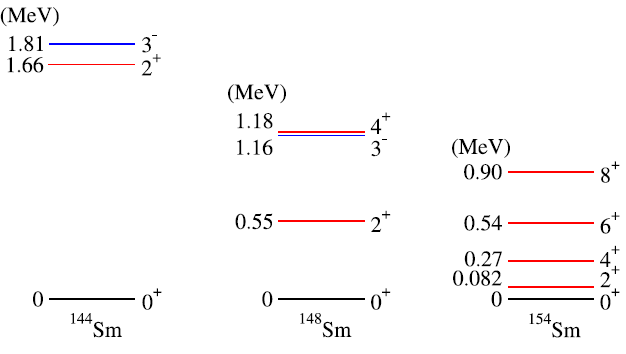 (MeV)
1.81 3⁻
1.66 2⁺
0 0⁺
¹⁴⁴Sm
(MeV)
1.18 4⁺
1.16 3⁻
0.55 2⁺
0 0⁺
¹⁴⁸Sm
(MeV)
0.90 8⁺
0.54 6⁺
0.27 4⁺
0.082 2⁺
0 0⁺
¹⁵⁴Sm